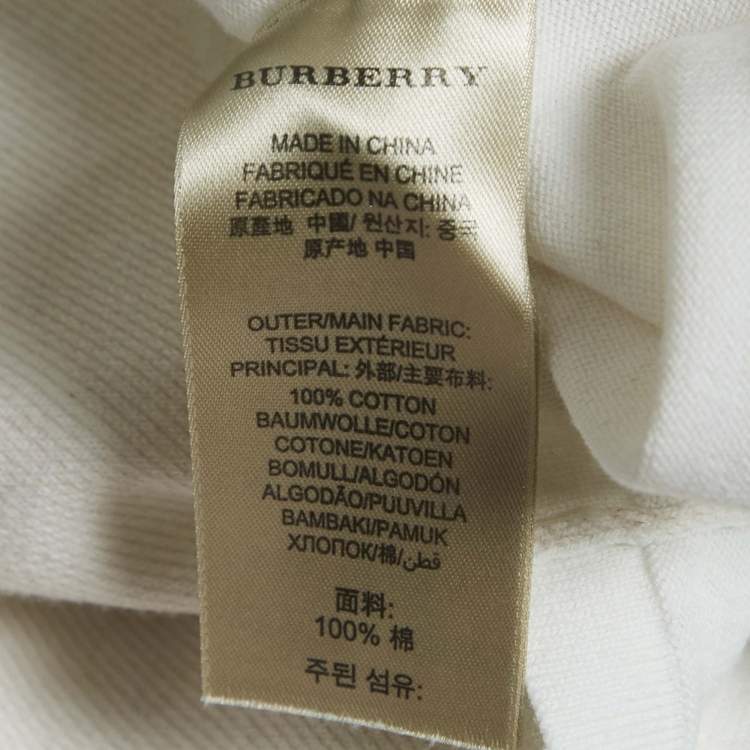 BURBERRY
MADE IN CHINA
FABRIQUÉ EN CHINE
FABRICADO NA CHINA
原產地 中國/ 원산지: 중국
原产地 中国
OUTER/MAIN FABRIC:
TISSU EXTÉRIEUR
PRINCIPAL: 外部/主要布料:
100% COTTON
BAUMWOLLE/COTON
COTONE/KATOEN
BOMULL/ALGODÓN
ALGODÃO/PUUVILLA
BAMBAKI/PAMUK
ХЛОПОК/棉/قطن
面料:
100% 棉
주된 섬유: